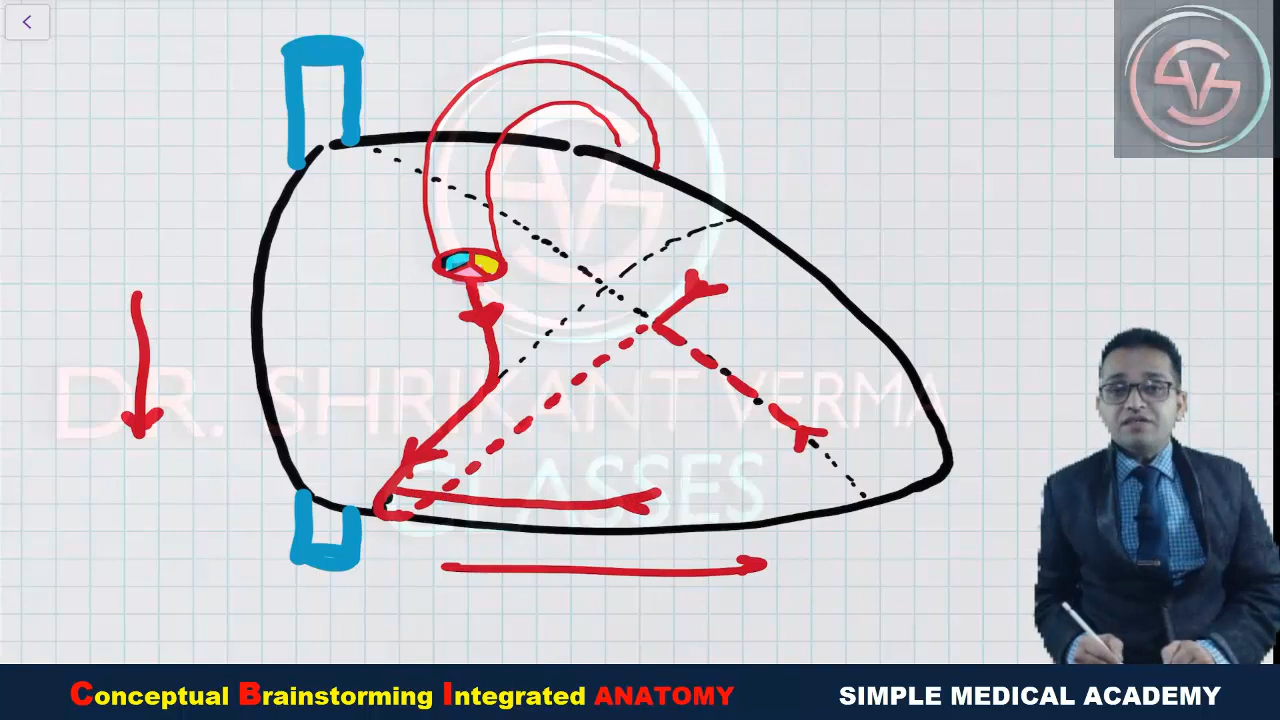 DR. SHRIKANT VERMA
CLASSES
Conceptual Brainstorming Integrated ANATOMY
SIMPLE MEDICAL ACADEMY